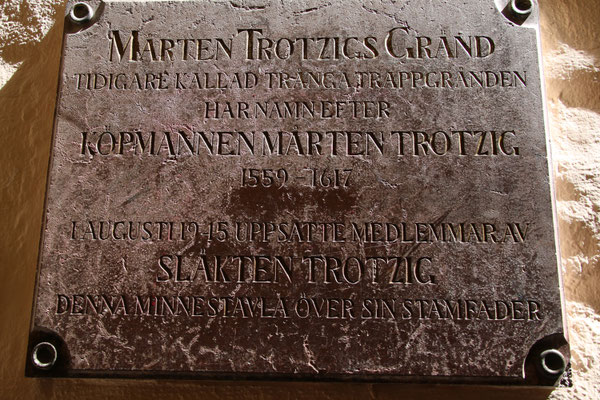 MÅRTEN TROTZIGS GRÄND
TIDIGARE KALLAD TRÅNGA TRAPPGRÄNDEN
HAR NAMN EFTER
KÖPMANNEN MÅRTEN TROTZIG
1559-1617
I AUGUSTI 1945 UPPSATTE MEDLEMMAR AV
SLÄKTEN TROTZIG
DENNA MINNESTAVLA ÖVER SIN STAMFADER